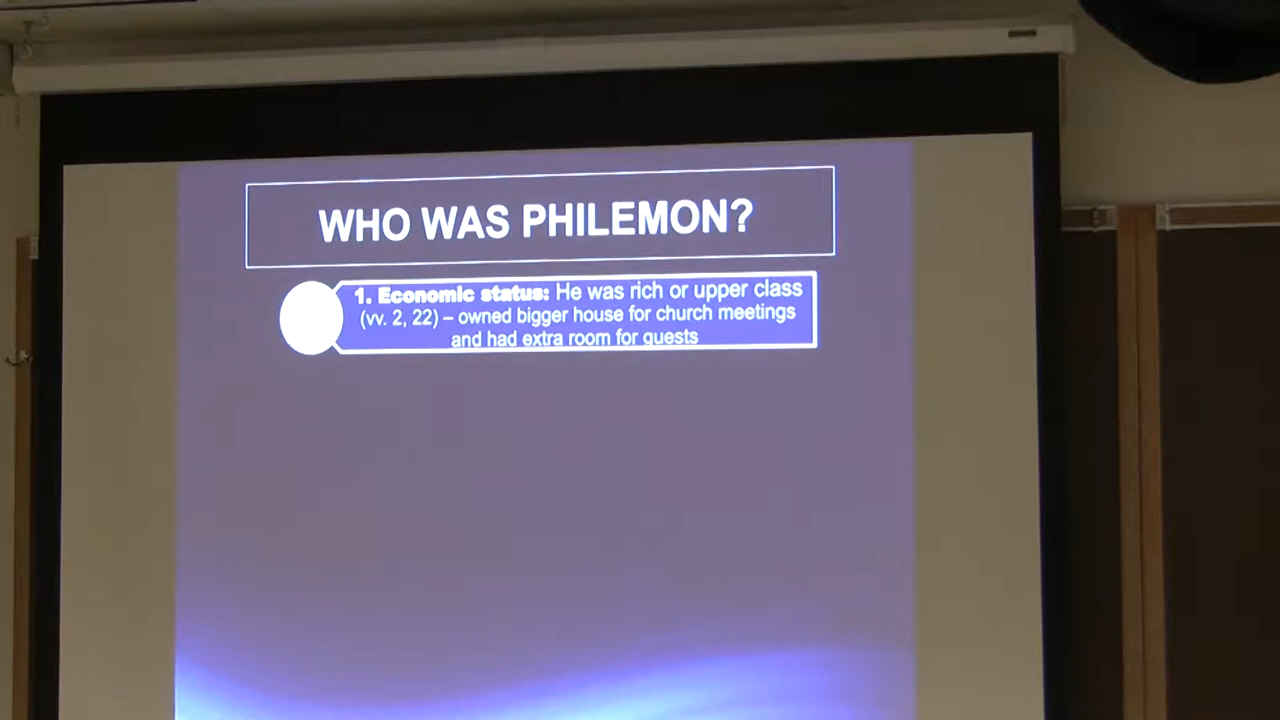 WHO WAS PHILEMON?
1. Economic status: He was rich or upper class
(vv. 2, 22) – owned bigger house for church meetings
and had extra room for guests